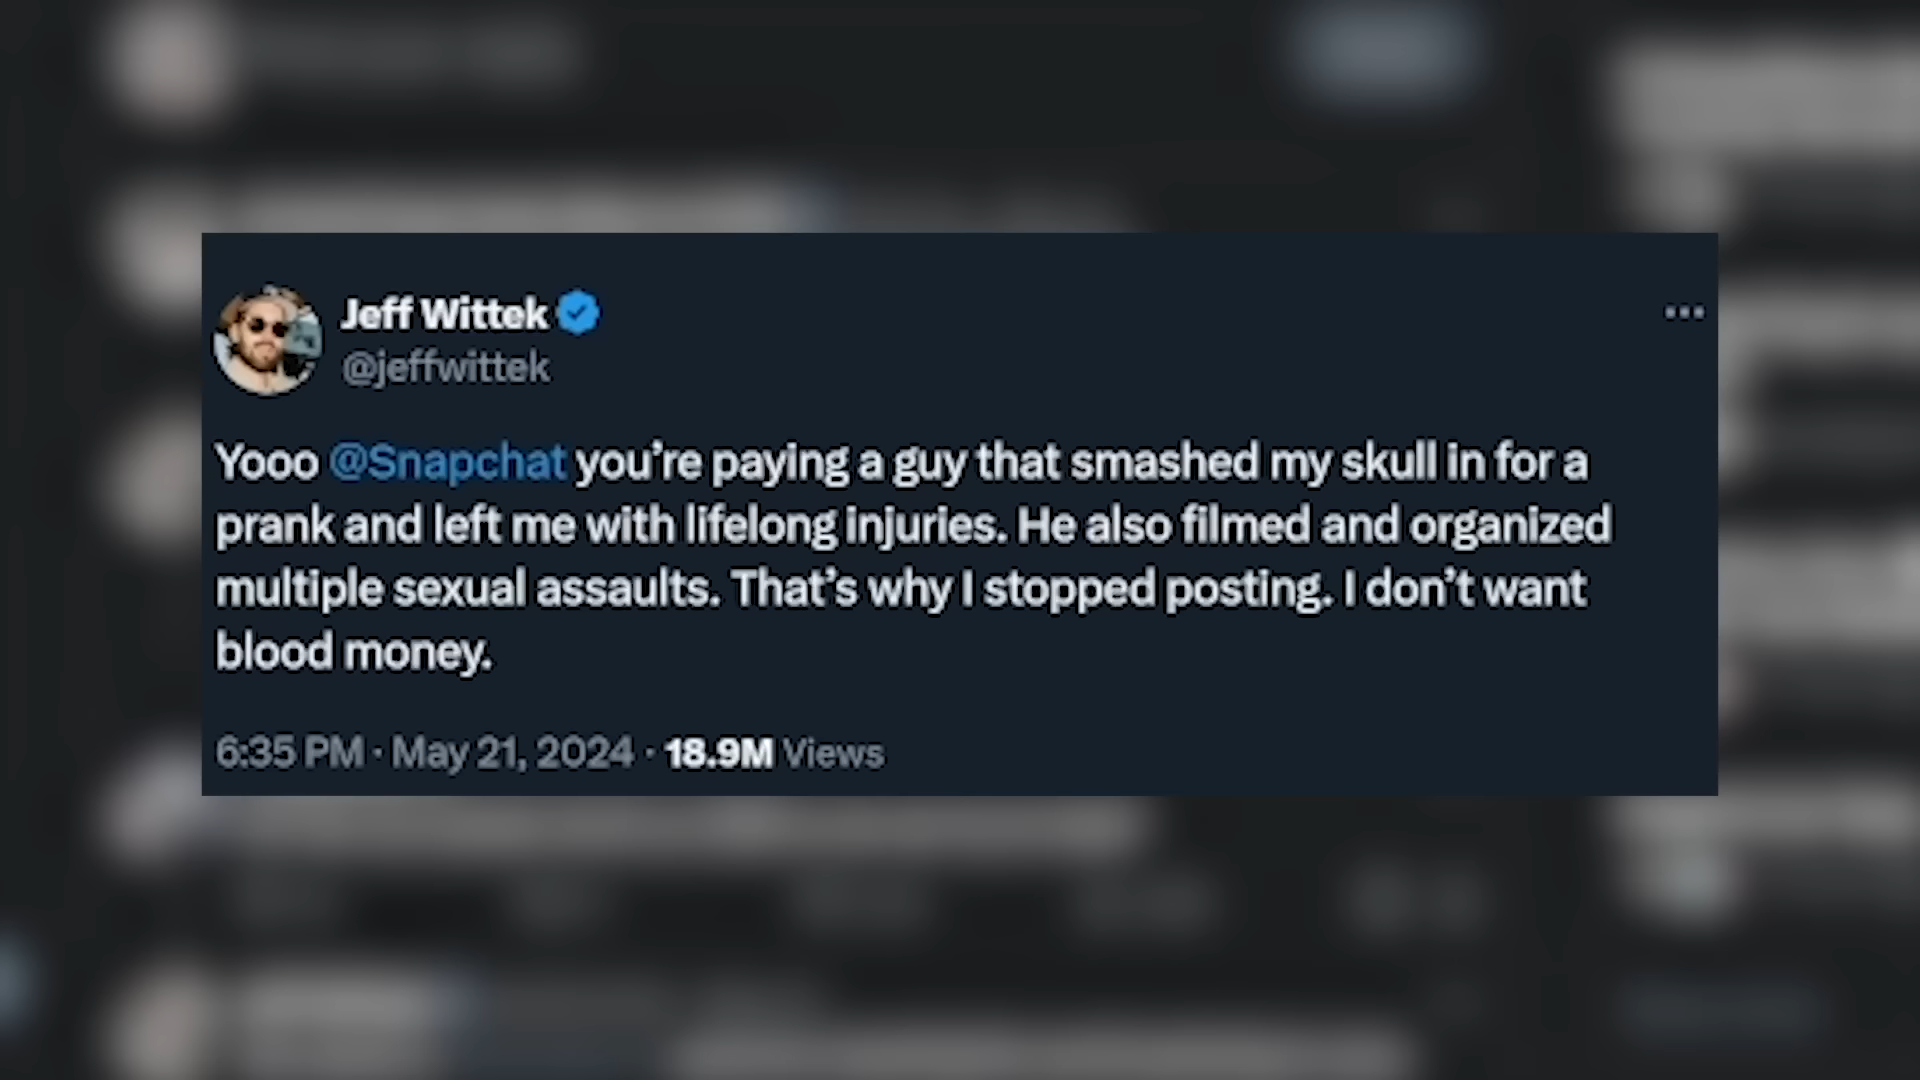 Jeff Wittek
@jeffwittek
Yooo @Snapchat you’re paying a guy that smashed my skull in for a
prank and left me with lifelong injuries. He also filmed and organized
multiple sexual assaults. That’s why I stopped posting. I don’t want
blood money.
6:35 PM · May 21, 2024 · 18.9M Views